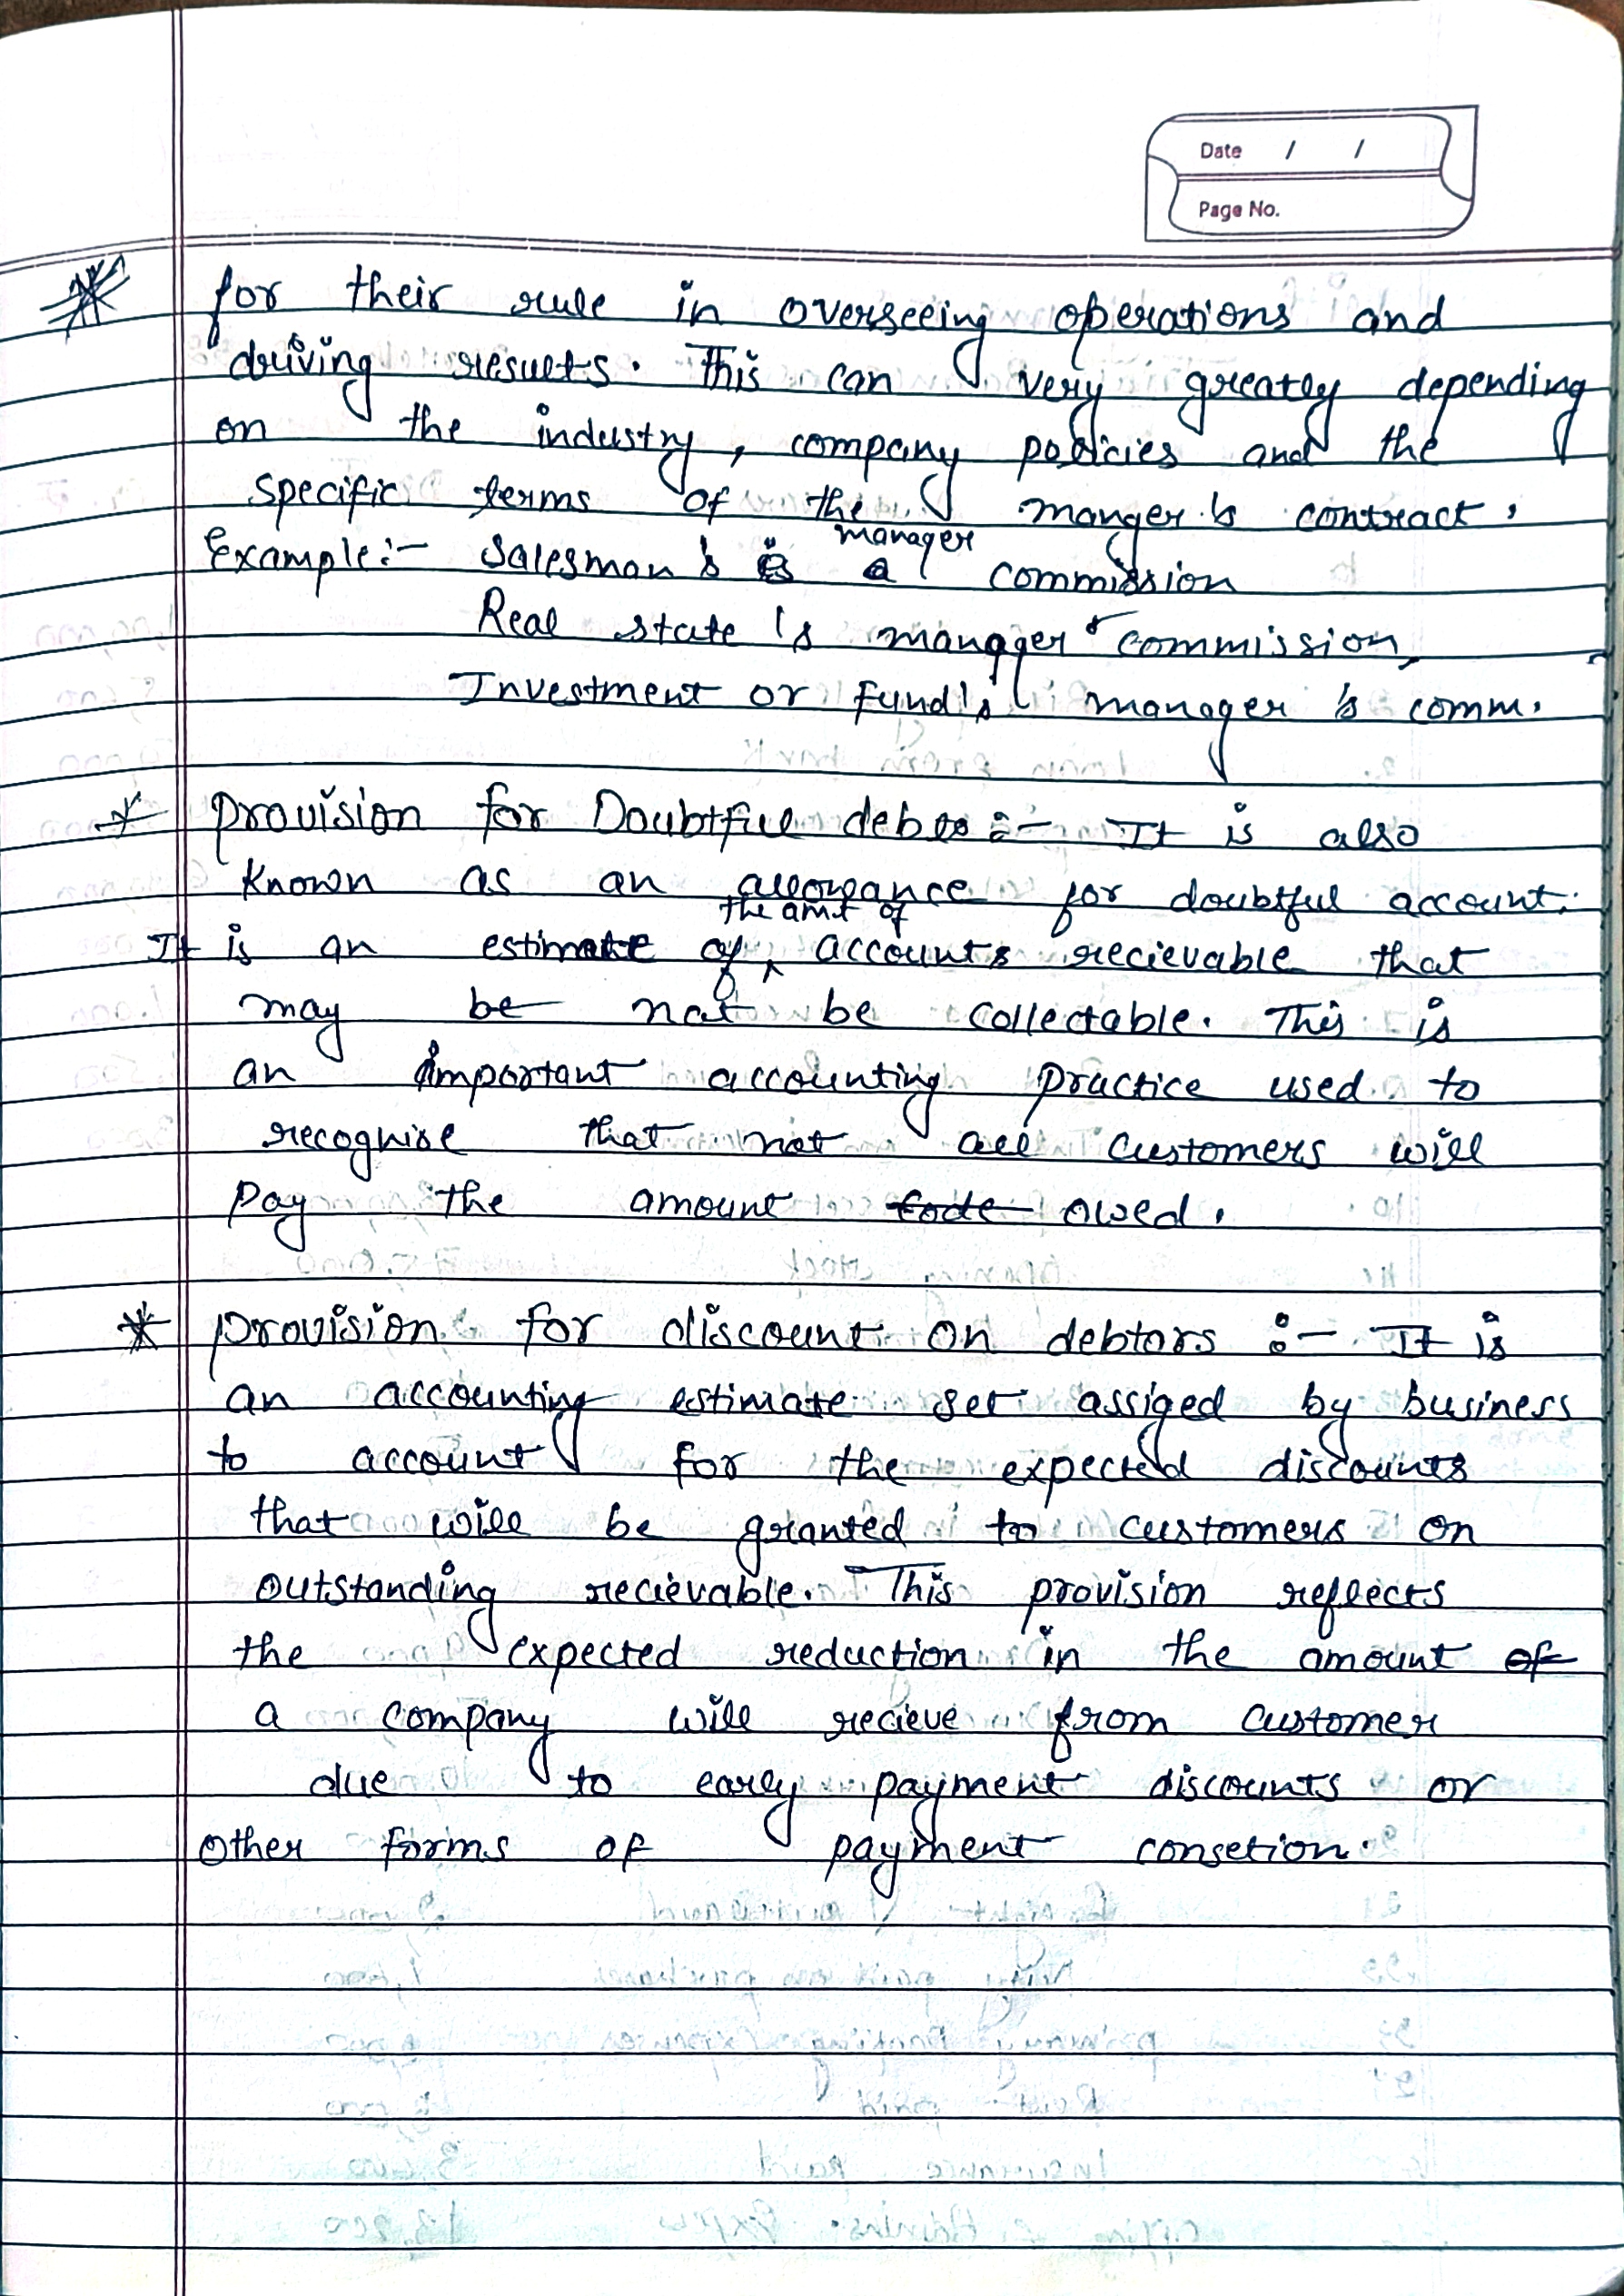 Date / /
Page No.
for their rule in overseeing operations and
driving results. This can very greatly depending
on the industry, company policies and the
specific terms of the manger's contract.
Example:- Salesman's manager commission
Real state's manager's commission,
Investment or Fund's manager's comm.
* Provision for Doubtful debts :- It is also
known as an allowance for doubtful account.
It is an estimate of the amt of accounts recievable that
may be not be collectable. This is
an important accounting practice used to
recognise that not all customers will
pay the amount owed.
* Provision for discount on debtors :- It is
an accounting estimate set assiged by business
to account for the expected discounts
that will be granted to customers on
outstanding recievable. This provision reflects
the expected reduction in the amount of
a company will recieve from customer
due to early payment discounts or
other forms of payment consetion.